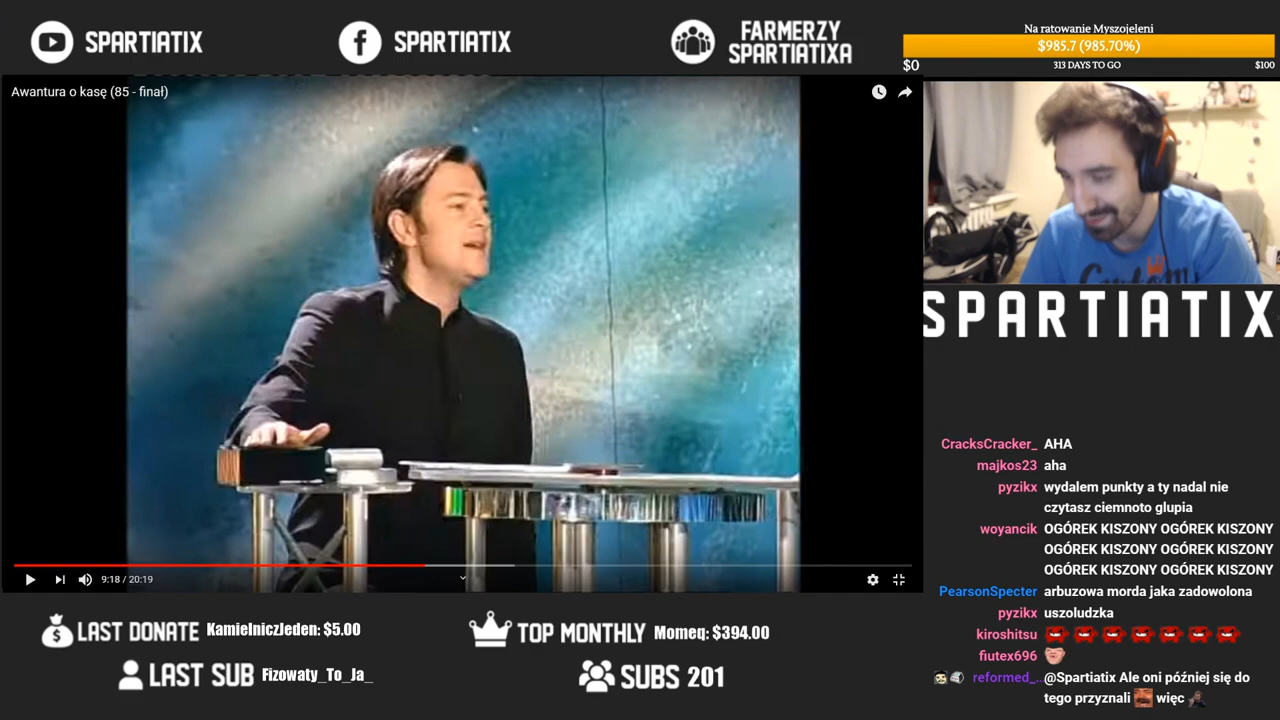 SPARTIATIX
SPARTIATIX
FARMERZY
SPARTIATIXA
Na ratowanie Myszojeleni
$985.7 (985.70%)
$0
313 DAYS TO GO
$100
Awantura o kasę (85 - finał)
SPARTIATIX
CracksCracker_ AHA
majkos23 aha
pyzikx wydalem punkty a ty nadal nie
czytasz ciemnoto glupia
woyancik OGÓREK KISZONY OGÓREK KISZONY
OGÓREK KISZONY OGÓREK KISZONY
OGÓREK KISZONY OGÓREK KISZONY
PearsonSpecter arbuzowa morda jaka zadowolona
pyzikx uszoludzka
kiroshitsu
fiutex696
reformed_... @Spartiatix Ale oni później się do
tego przyznali więc
9:18 / 20:19
LAST DONATE KamielniczJeden: $5.00
TOP MONTHLY Momeq: $394.00
LAST SUB Fizowaty_To_Ja_
SUBS 201